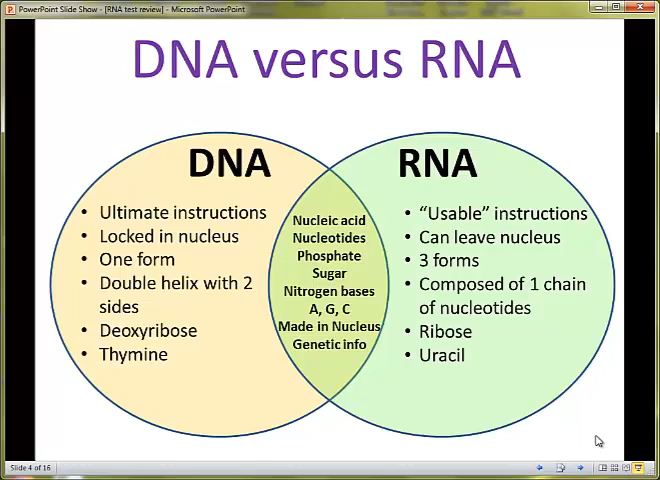 PowerPoint Slide Show - [RNA test review] - Microsoft PowerPoint
DNA versus RNA
DNA
• Ultimate instructions
• Locked in nucleus
• One form
• Double helix with 2
sides
• Deoxyribose
• Thymine
Nucleic acid
Nucleotides
Phosphate
Sugar
Nitrogen bases
A, G, C
Made in Nucleus
Genetic info
RNA
• “Usable” instructions
• Can leave nucleus
• 3 forms
• Composed of 1 chain
of nucleotides
• Ribose
• Uracil
Slide 4 of 16